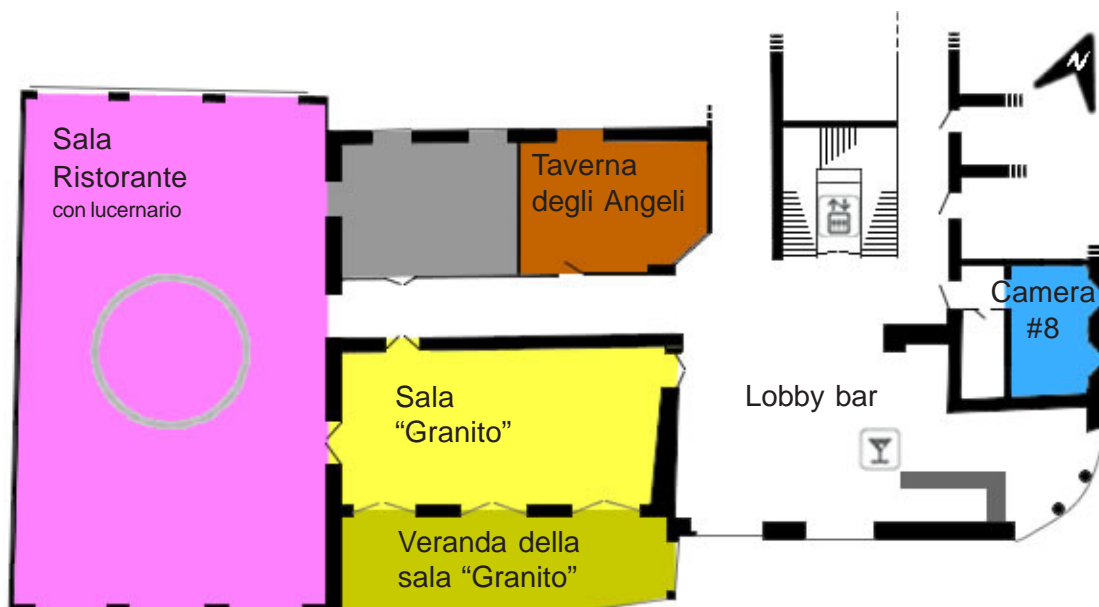 Sala
Ristorante
con lucernario
Taverna
degli Angeli
N
Camera
#8
Sala
“Granito”
Lobby bar
Veranda della
sala “Granito”